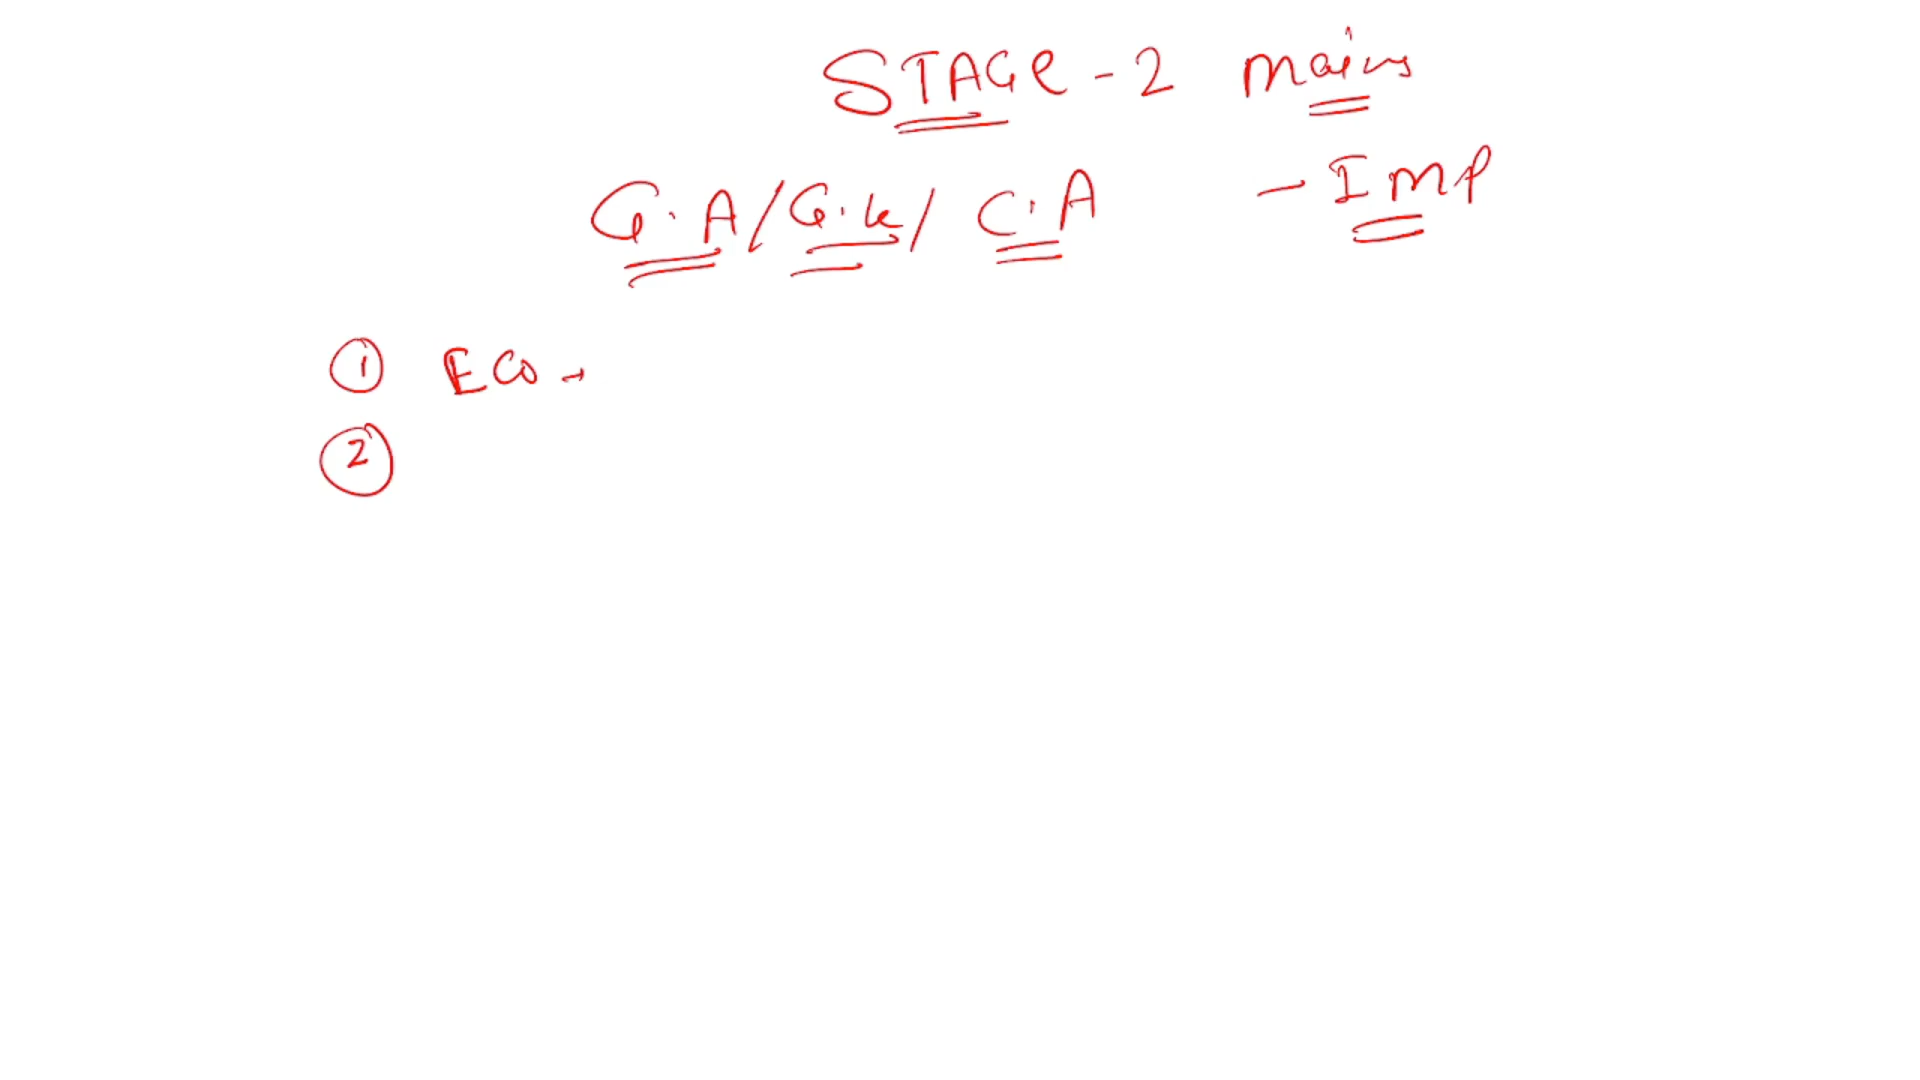 STAGE - 2 Mains
G.A/G.k/ C.A - IMP
① ECO -
②